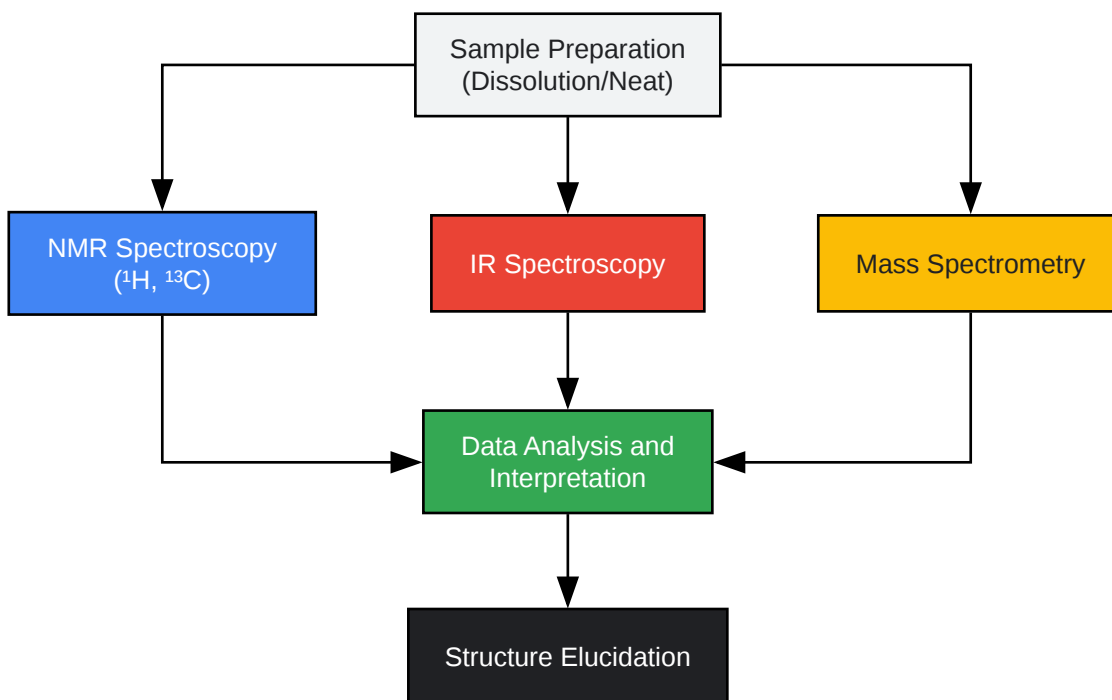 Sample Preparation
(Dissolution/Neat)
NMR Spectroscopy
(¹H, ¹³C)
IR Spectroscopy
Mass Spectrometry
Data Analysis and
Interpretation
Structure Elucidation